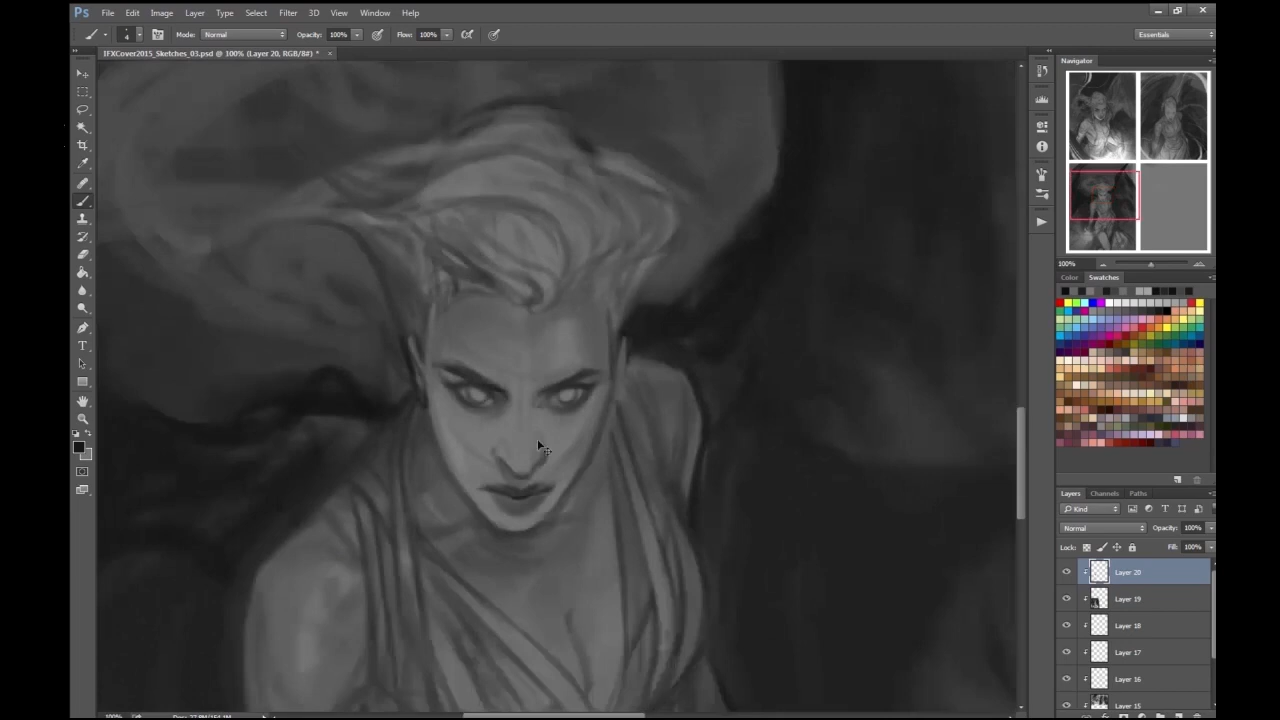 Ps File Edit Image Layer Type Select Filter 3D View Window Help
4 Mode: Normal Opacity: 100% Flow: 100% Essentials
IFXCover2015_Sketches_03.psd @ 100% (Layer 20, RGB/8#) * ×
Navigator
100%
Color Swatches
Layers Channels Paths
Kind
Normal Opacity: 100%
Lock: Fill: 100%
Layer 20
Layer 19
Layer 18
Layer 17
Layer 16
Layer 15
100%